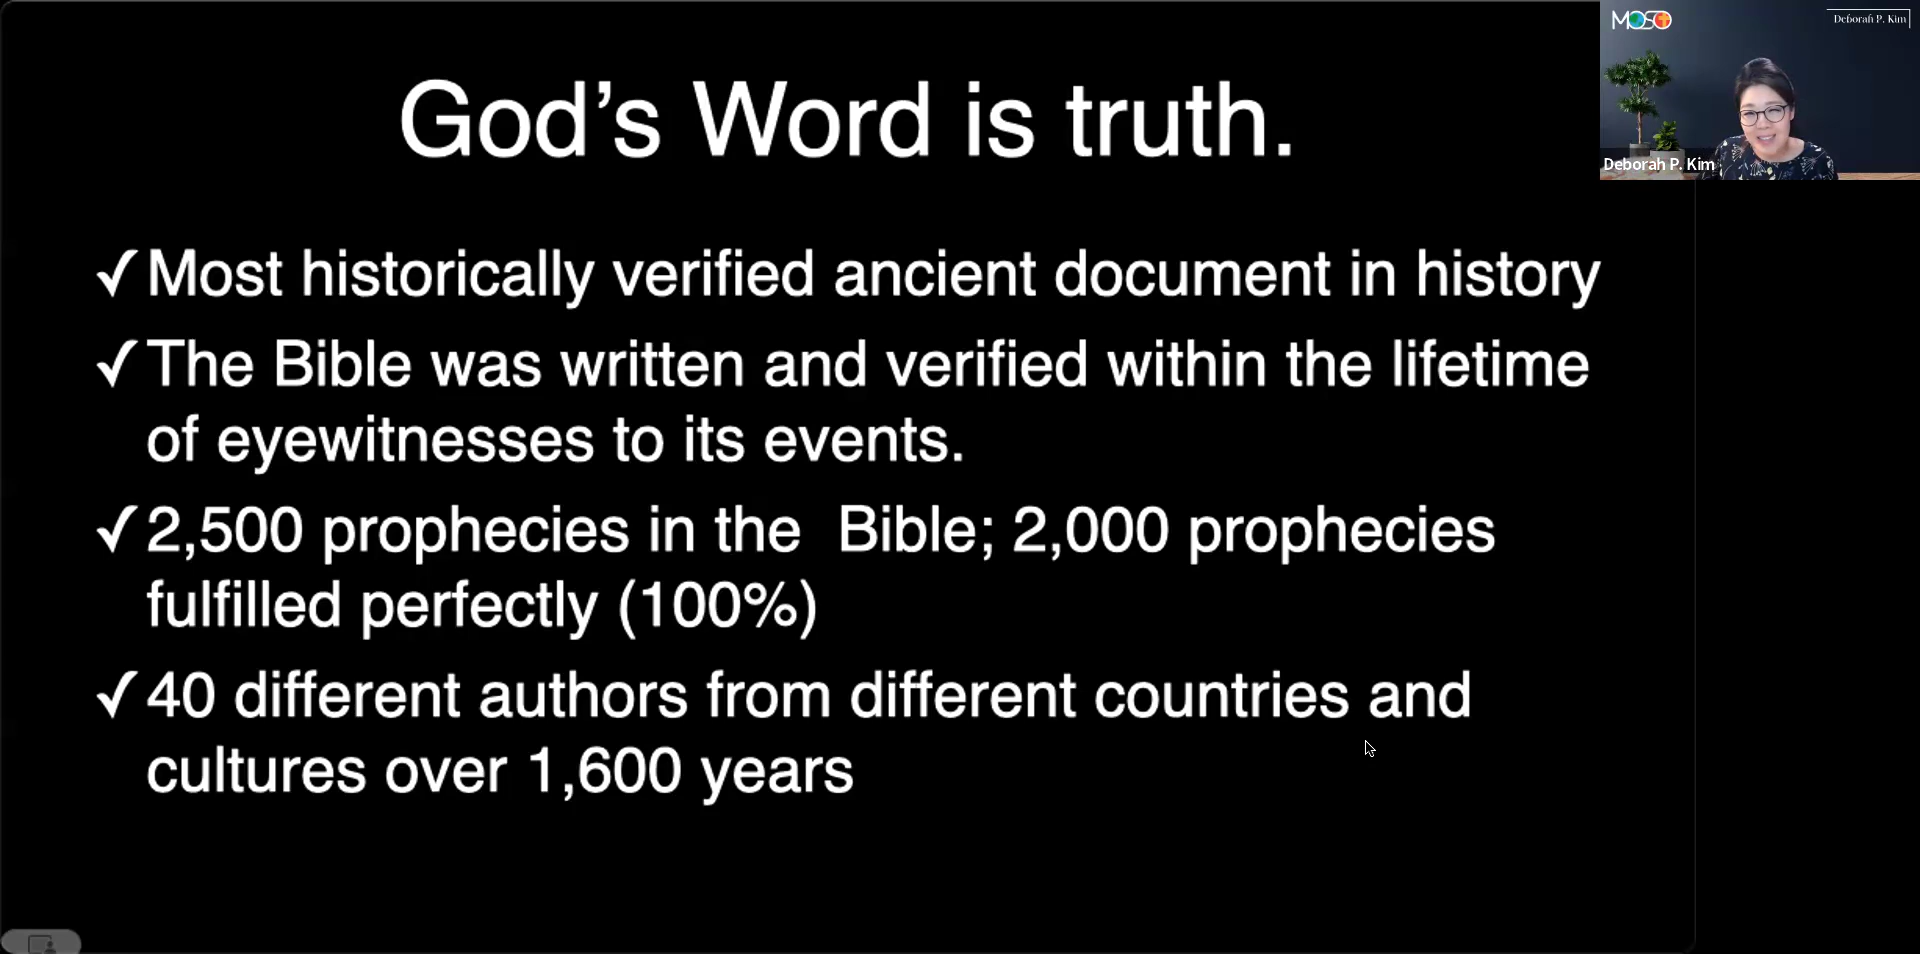 God’s Word is truth.
✓Most historically verified ancient document in history
✓The Bible was written and verified within the lifetime
of eyewitnesses to its events.
✓2,500 prophecies in the  Bible; 2,000 prophecies
fulfilled perfectly (100%)
✓40 different authors from different countries and
cultures over 1,600 years
MOSO
Deborah P. Kim
Deborah P. Kim